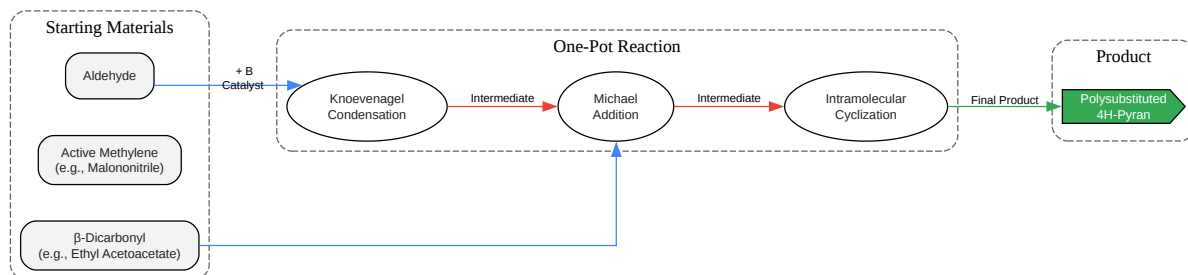 Starting Materials
Aldehyde
Active Methylene
(e.g., Malononitrile)
β-Dicarbonyl
(e.g., Ethyl Acetoacetate)
+ B
Catalyst
One-Pot Reaction
Knoevenagel
Condensation
Intermediate
Michael
Addition
Intermediate
Intramolecular
Cyclization
Final Product
Product
Polysubstituted
4H-Pyran